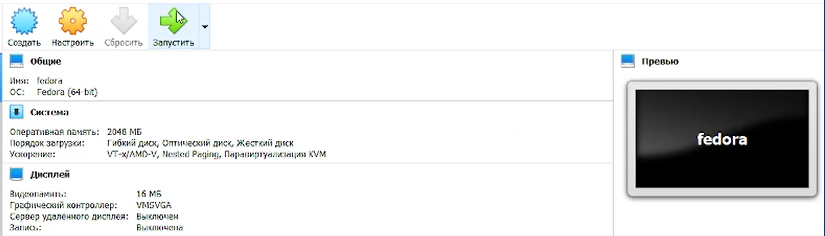 Создать Настроить Сбросить Запустить
Общие
Имя: fedora
ОС: Fedora (64-bit)
Система
Оперативная память: 2048 МБ
Порядок загрузки: Гибкий диск, Оптический диск, Жесткий диск
Ускорение: VT-x/AMD-V, Nested Paging, Паравиртуализация KVM
Дисплей
Видеопамять: 16 МБ
Графический контроллер: VMSVGA
Сервер удаленного дисплея: Выключен
Запись: Выключена
Превью
fedora